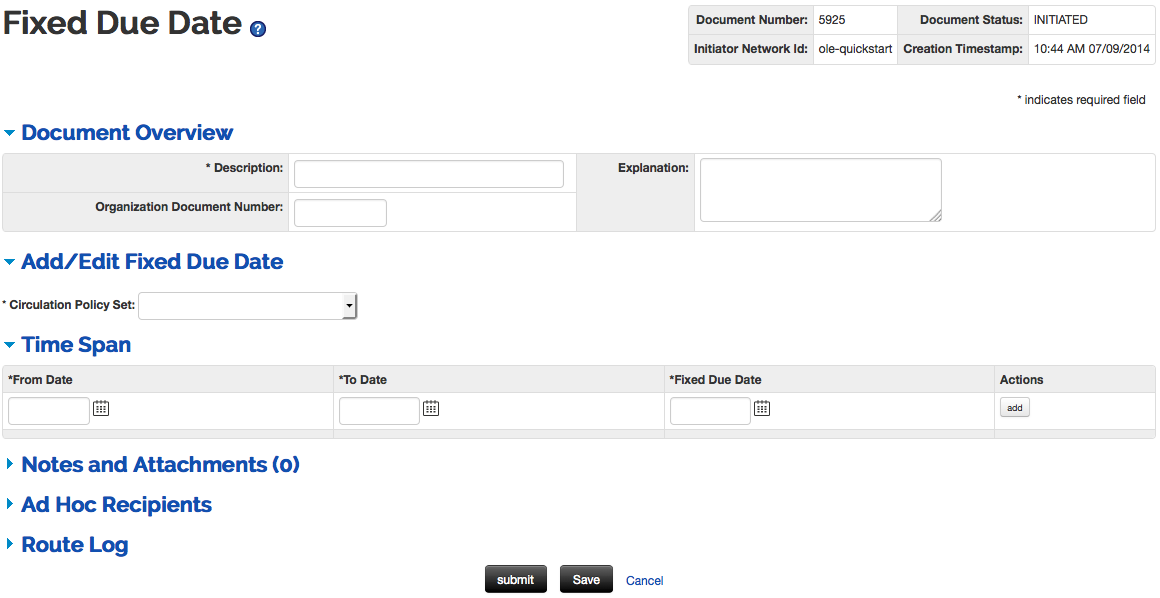 Fixed Due Date ?
Document Number: 5925 Document Status: INITIATED
Initiator Network Id: ole-quickstart Creation Timestamp: 10:44 AM 07/09/2014
* indicates required field
Document Overview
* Description: Explanation:
Organization Document Number:
Add/Edit Fixed Due Date
* Circulation Policy Set:
Time Span
*From Date *To Date *Fixed Due Date Actions
add
Notes and Attachments (0)
Ad Hoc Recipients
Route Log
submit Save Cancel